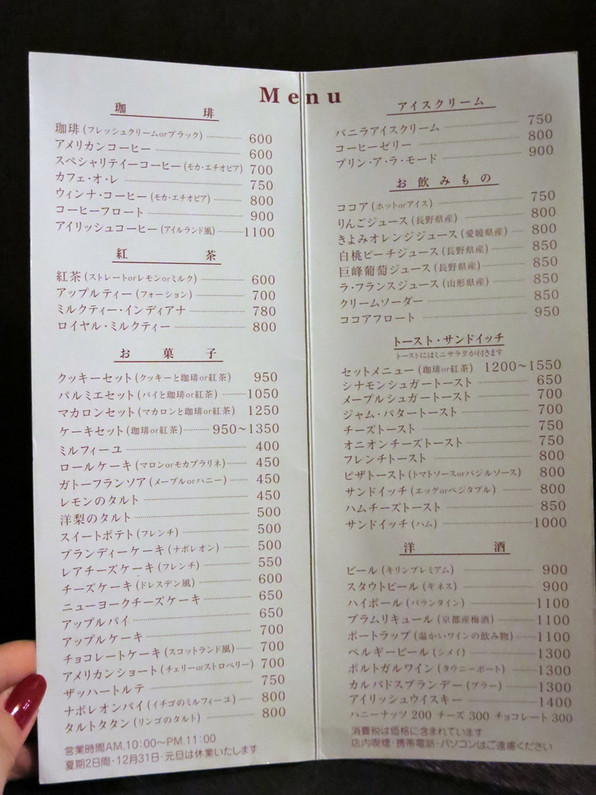 Menu
珈琲
珈琲(フレッシュクリームorブラック) 600
アメリカンコーヒー 600
スペシャリティーコーヒー(モカ・エチオピア) 700
カフェ・オ・レ 750
ウィンナ・コーヒー(モカ・エチオピア) 800
コーヒーフロート 900
アイリッシュコーヒー(アイルランド風) 1100
紅茶
紅茶(ストレートorレモンorミルク) 600
アップルティー(フォーション) 700
ミルクティー・インディアナ 780
ロイヤル・ミルクティー 800
お菓子
クッキーセット(クッキーと珈琲or紅茶) 950
パルミエセット(パイと珈琲or紅茶) 1050
マカロンセット(マカロンと珈琲or紅茶) 1250
ケーキセット(珈琲or紅茶) 950~1350
ミルフィーユ 400
ロールケーキ(マロンorモカプラリネ) 450
ガトーフランソア(メープルorハニー) 450
レモンのタルト 450
洋梨のタルト 500
スイートポテト(フレンチ) 500
ブランディーケーキ(ナポレオン) 500
レアチーズケーキ(フレンチ) 550
チーズケーキ(ドレスデン風) 600
ニューヨークチーズケーキ 650
アップルパイ 650
アップルケーキ 700
チョコレートケーキ(スコットランド風) 700
アメリカンショート(チェリーorストロベリー) 700
ザッハートルテ 750
ナポレオンパイ(イチゴのミルフィーユ) 800
タルトタタン(リンゴのタルト) 800
営業時間AM.10:00~PM.11:00
夏期2日間・12月31日・元旦は休業いたします
アイスクリーム
バニラアイスクリーム 750
コーヒーゼリー 800
プリン・ア・ラ・モード 900
お飲みもの
ココア(ホットorアイス) 750
りんごジュース(長野県産) 800
きよみオレンジジュース(愛媛県産) 800
白桃ピーチジュース(長野県産) 850
巨峰葡萄ジュース(長野県産) 850
ラ・フランスジュース(山形県産) 850
クリームソーダー 850
ココアフロート 950
トースト・サンドイッチ
トーストにはミニサラダが付きます
セットメニュー(珈琲or紅茶) 1200~1550
シナモンシュガートースト 650
メープルシュガートースト 700
ジャム・バタートースト 700
チーズトースト 750
オニオンチーズトースト 750
フレンチトースト 800
ピザトースト(トマトソースorバジルソース) 800
サンドイッチ(エッグorベジタブル) 800
ハムチーズトースト 850
サンドイッチ(ハム) 1000
洋酒
ビール(キリンプレミアム) 900
スタウトビール(ギネス) 900
ハイボール(バランタイン) 1100
プラムリキュール(京都産梅酒) 1100
ポートラップ(温かいワインの飲み物) 1100
ベルギービール(シメイ) 1300
ポルトガルワイン(タウニーポート) 1300
カルバドスブランデー(ブラー) 1300
アイリッシュウイスキー 1400
ハニーナッツ 200 チーズ 300 チョコレート 300
消費税は価格に含まれています
店内喫煙・携帯電話・パソコンはご遠慮ください